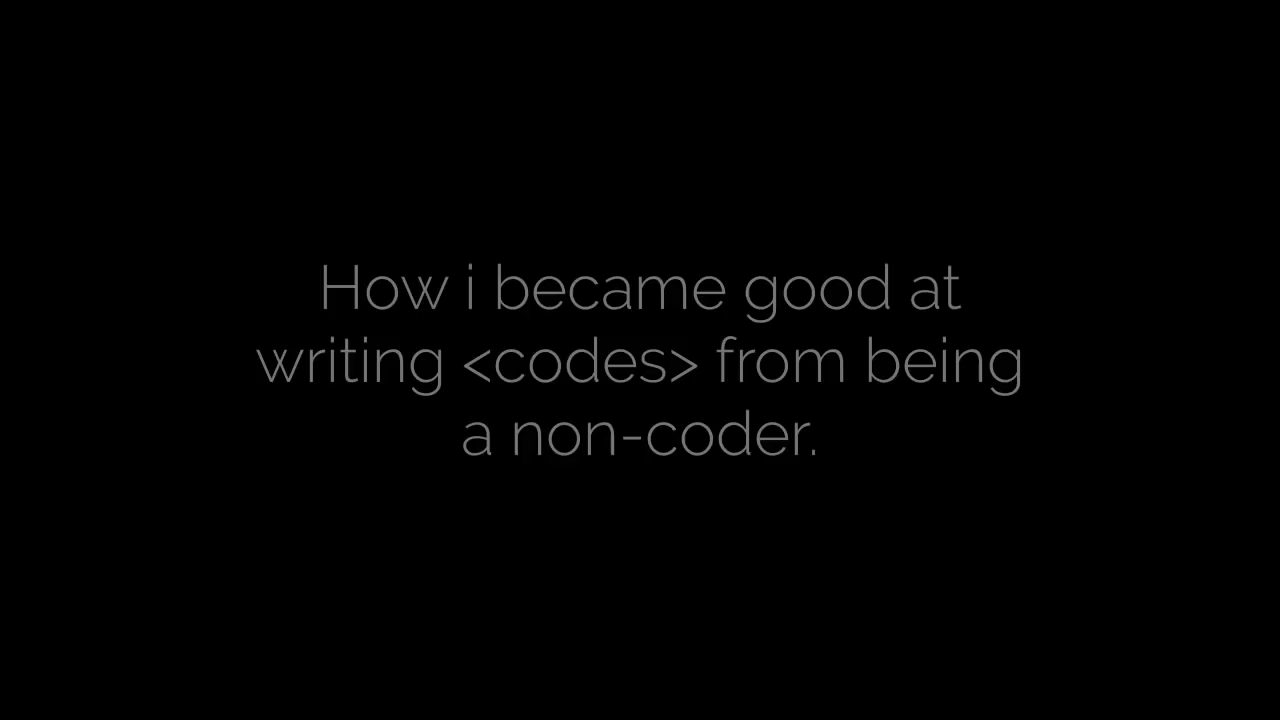 How i became good at
writing <codes> from being
a non-coder.